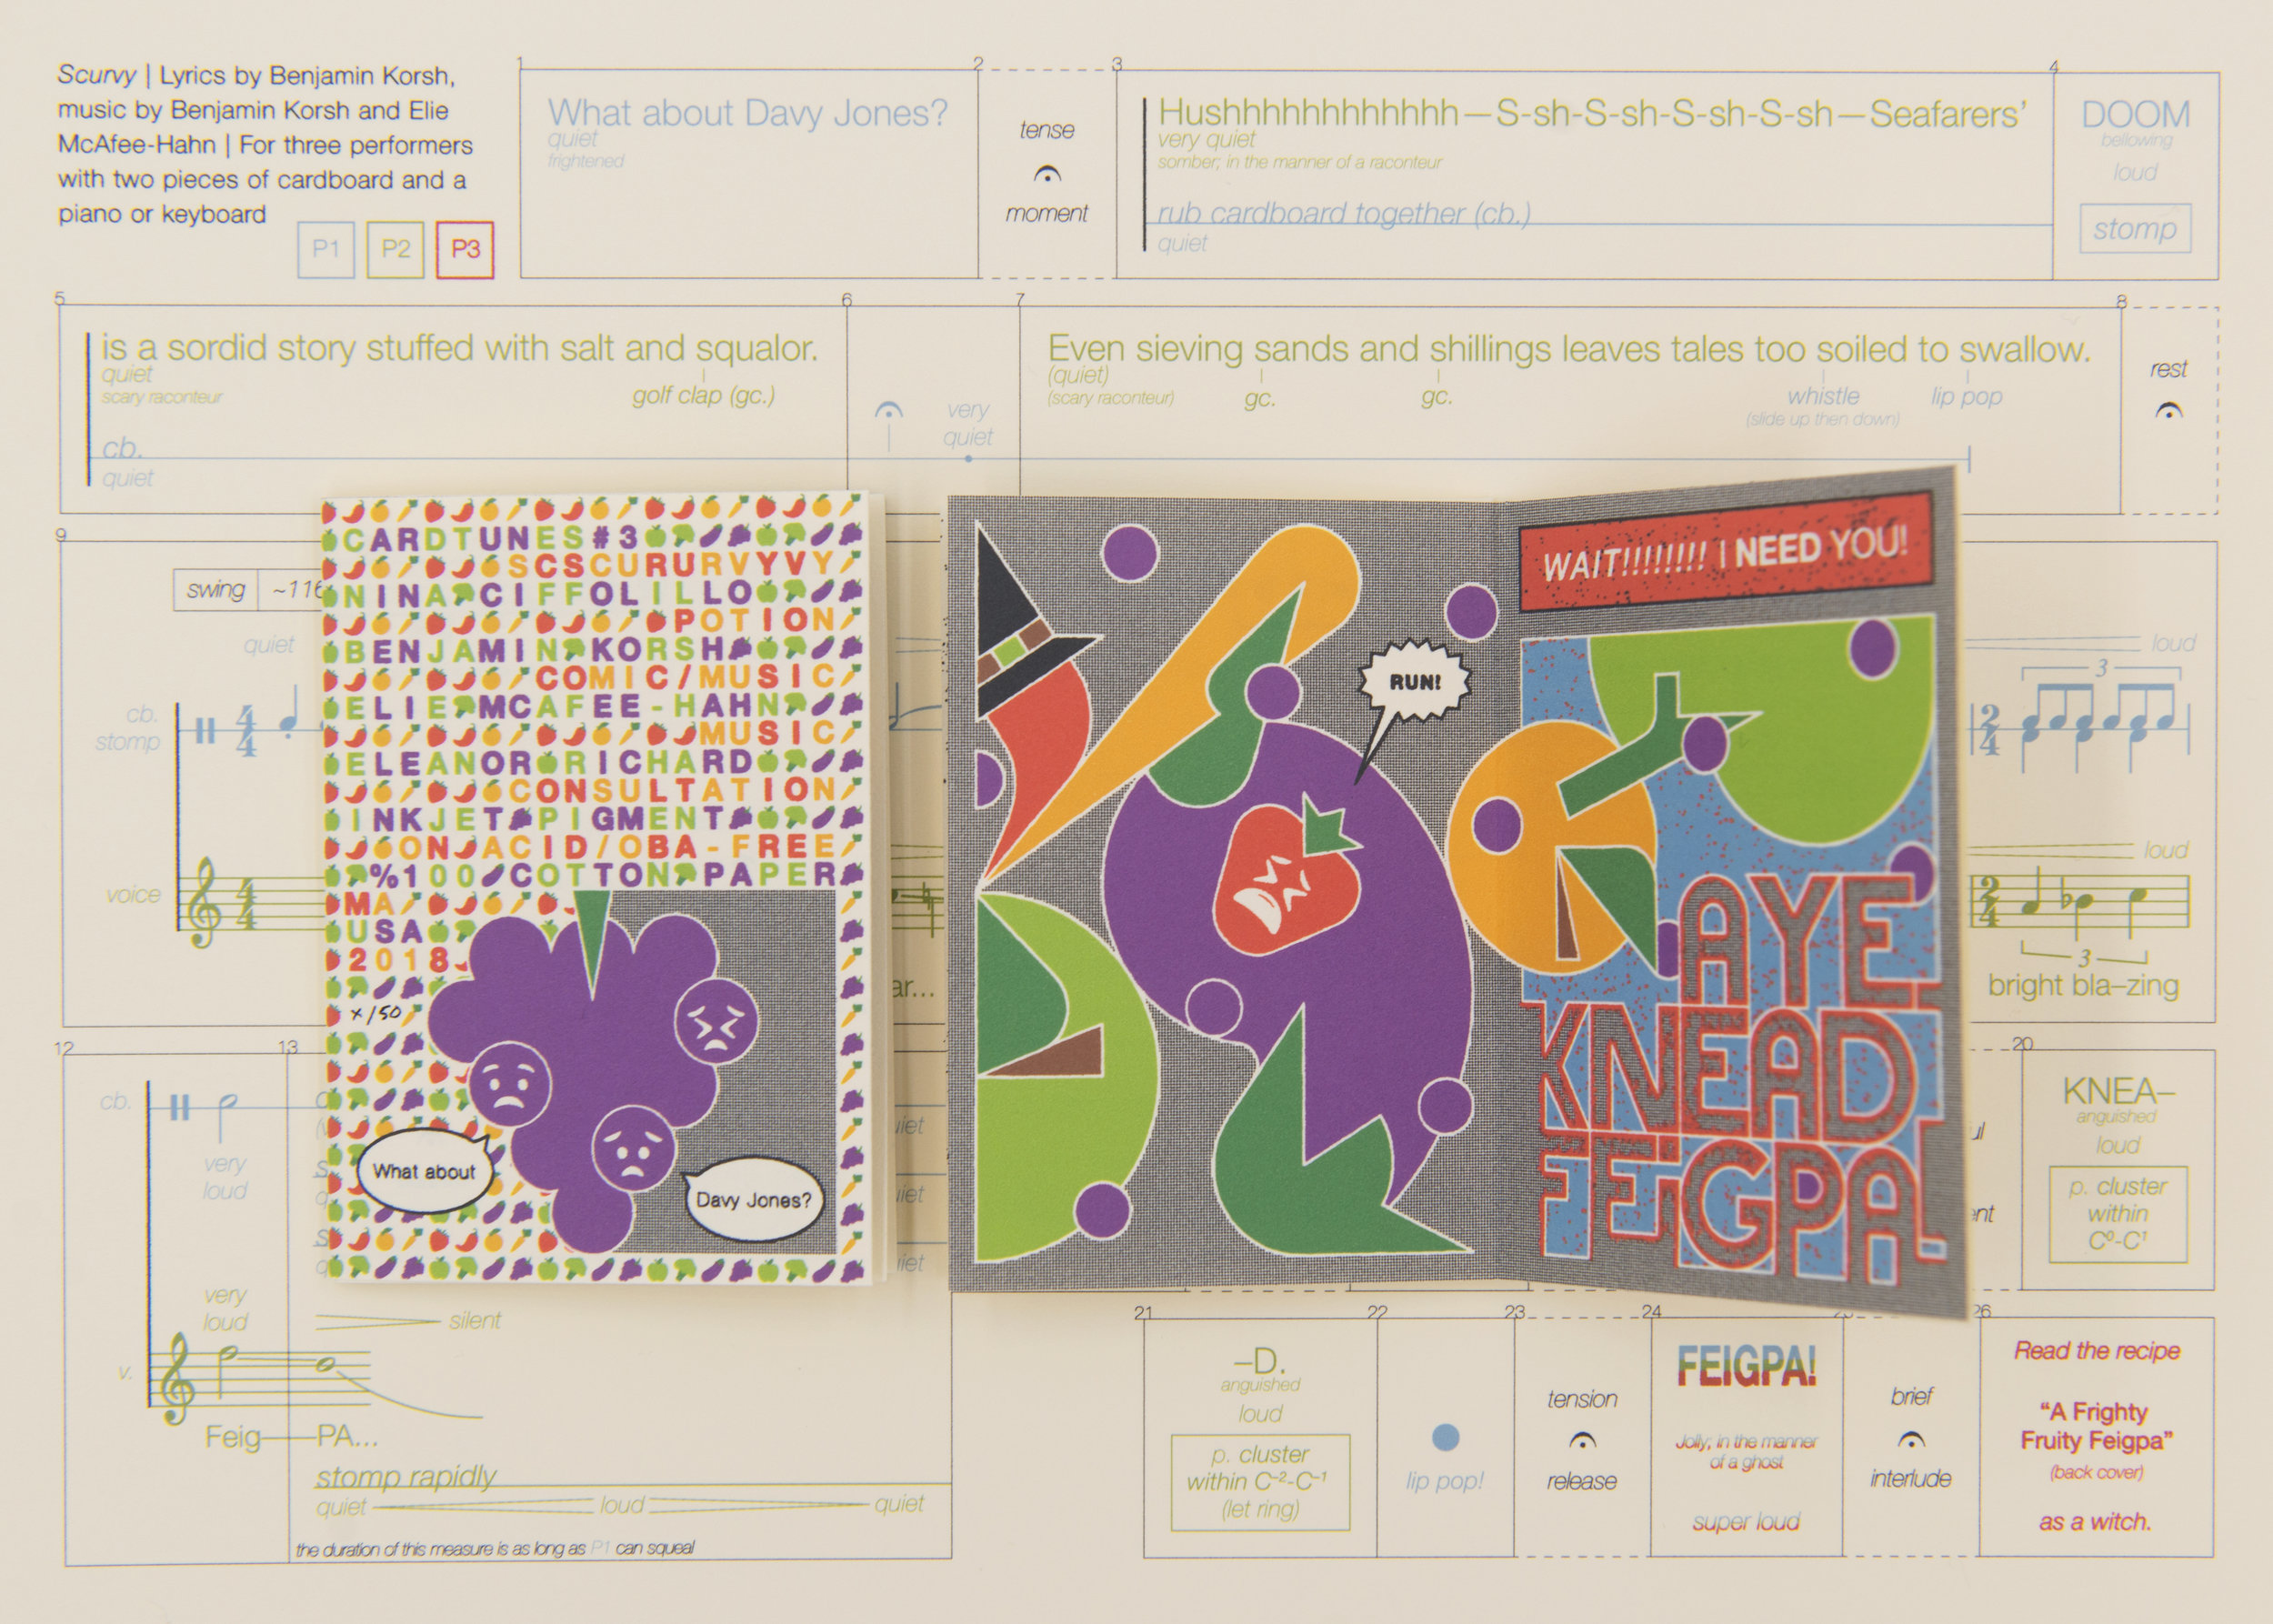 Scurvy | Lyrics by Benjamin Korsh,
music by Benjamin Korsh and Elie
McAfee-Hahn | For three performers
with two pieces of cardboard and a
piano or keyboard
P1 P2 P3
1
What about Davy Jones?
quiet
frightened
2
tense
moment
3
Hushhhhhhhhhhhhh—S-sh-S-sh-S-sh-S-sh—Seafarers’
very quiet
somber; in the manner of a raconteur
rub cardboard together (cb.)
quiet
4
DOOM
bellowing
loud
stomp
5
is a sordid story stuffed with salt and squalor.
quiet
scary raconteur
golf clap (gc.)
cb.
quiet
6
very
quiet
7
Even sieving sands and shillings leaves tales too soiled to swallow.
(quiet)
(scary raconteur)
gc.
gc.
whistle
(slide up then down)
lip pop
8
rest
9
swing ~116
quiet
cb.
stomp
4
4
voice
4
4
CARDTUNES#3
SCSCURURVYVY
NINA CIFFOLILLO
POTION
BENJAMIN KORSH
COMIC/MUSIC
ELIE MCAFEE-HAHN
MUSIC
ELEANOR RICHARD
CONSULTATION
INKJET PIGMENT
ON ACID/OBA-FREE
%100 COTTON PAPER
MA
USA
2018
x/50
What about
Davy Jones?
ar...
RUN!
WAIT!!!!!!!!! I NEED YOU!
AYE
KNEAD
FEIGPA!
loud
3
2
4
loud
2
4
3
bright bla–zing
12
cb.
very
loud
very
loud
v.
Feig—PA...
13
silent
stomp rapidly
quiet loud quiet
the duration of this measure is as long as P1 can squeal
20
KNEA–
anguished
loud
p. cluster
within
C⁰-C¹
21
–D.
anguished
loud
p. cluster
within C⁻²-C⁻¹
(let ring)
22
lip pop!
23
tension
release
24
FEIGPA!
Jolly; in the manner
of a ghost
super loud
brief
interlude
26
Read the recipe
“A Frighty
Fruity Feigpa”
(back cover)
as a witch.